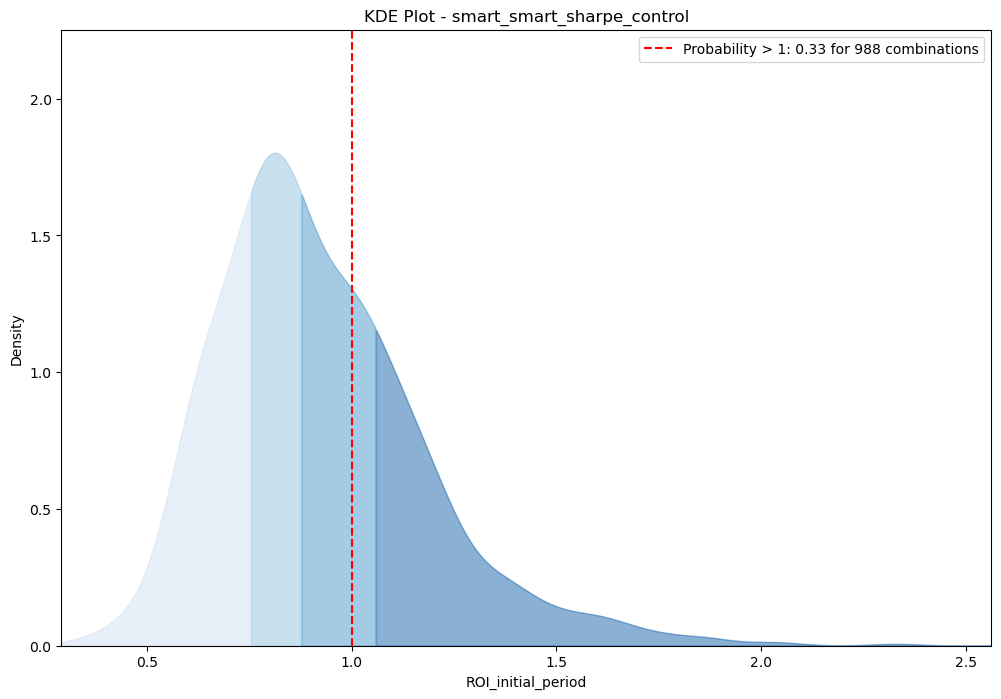 KDE Plot - smart_smart_sharpe_control
Probability > 1: 0.33 for 988 combinations
2.0
1.5
1.0
0.5
0.0
Density
0.5
1.0
1.5
2.0
2.5
ROI_initial_period